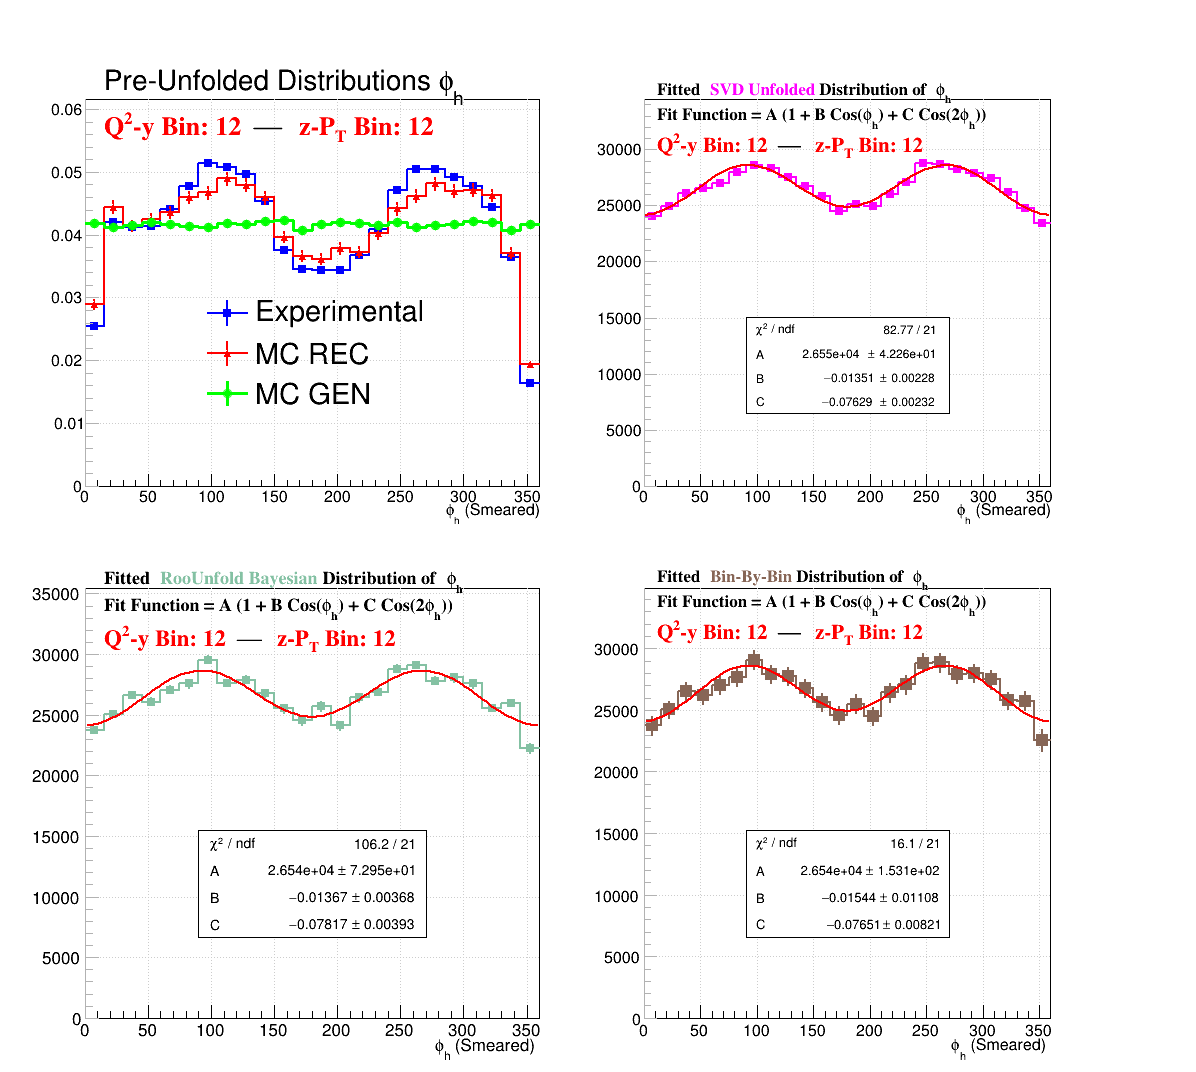 Pre-Unfolded Distributions ϕh
Q2-y Bin: 12 — z-PT Bin: 12
0.06
0.05
0.04
0.03
0.02
0.01
0
Experimental
MC REC
MC GEN
0 50 100 150 200 250 300 350
ϕh (Smeared)
Fitted SVD Unfolded Distribution of ϕh
Fit Function = A (1 + B Cos(ϕh) + C Cos(2ϕh))
Q2-y Bin: 12 — z-PT Bin: 12
30000
25000
20000
15000
10000
5000
0
χ2 / ndf 82.77 / 21
A 2.655e+04 ± 4.226e+01
B −0.01351 ± 0.00228
C −0.07629 ± 0.00232
0 50 100 150 200 250 300 350
ϕh (Smeared)
Fitted RooUnfold Bayesian Distribution of ϕh
Fit Function = A (1 + B Cos(ϕh) + C Cos(2ϕh))
Q2-y Bin: 12 — z-PT Bin: 12
35000
30000
25000
20000
15000
10000
5000
0
χ2 / ndf 106.2 / 21
A 2.654e+04 ± 7.295e+01
B −0.01367 ± 0.00368
C −0.07817 ± 0.00393
0 50 100 150 200 250 300 350
ϕh (Smeared)
Fitted Bin-By-Bin Distribution of ϕh
Fit Function = A (1 + B Cos(ϕh) + C Cos(2ϕh))
Q2-y Bin: 12 — z-PT Bin: 12
30000
25000
20000
15000
10000
5000
0
χ2 / ndf 16.1 / 21
A 2.654e+04 ± 1.531e+02
B −0.01544 ± 0.01108
C −0.07651 ± 0.00821
0 50 100 150 200 250 300 350
ϕh (Smeared)